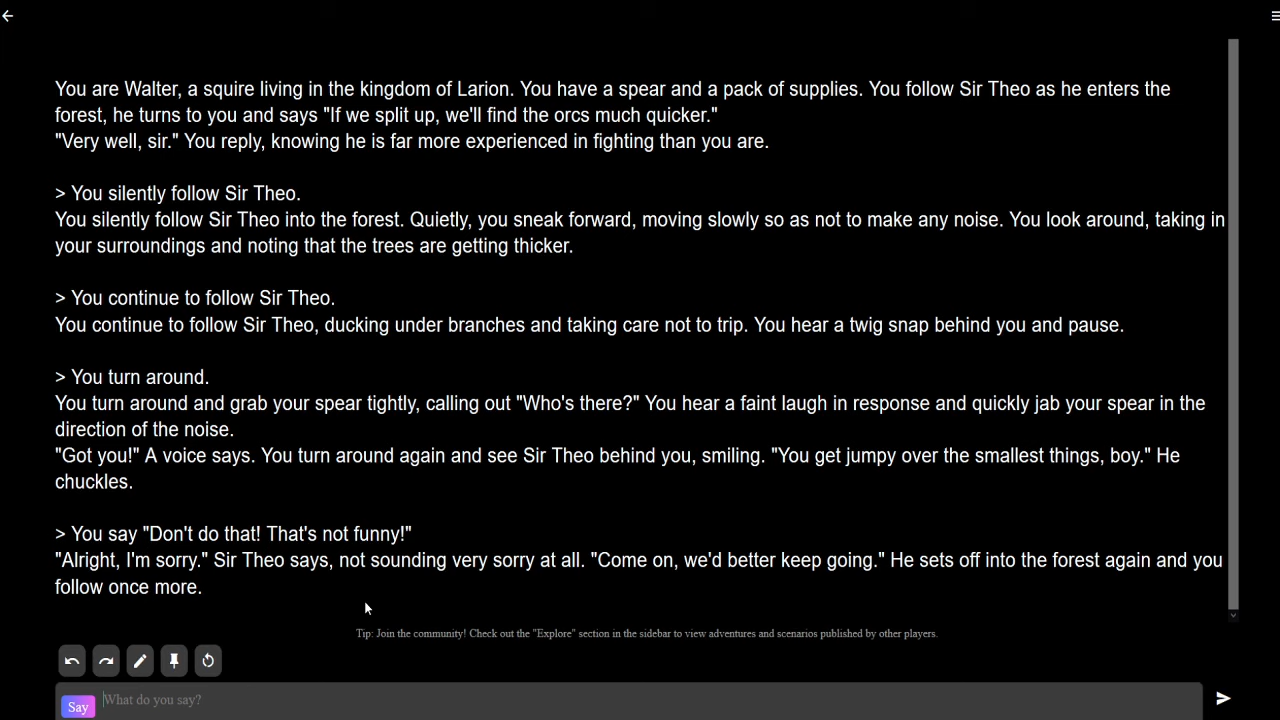 You are Walter, a squire living in the kingdom of Larion. You have a spear and a pack of supplies. You follow Sir Theo as he enters the
forest, he turns to you and says "If we split up, we'll find the orcs much quicker."
"Very well, sir." You reply, knowing he is far more experienced in fighting than you are.
> You silently follow Sir Theo.
You silently follow Sir Theo into the forest. Quietly, you sneak forward, moving slowly so as not to make any noise. You look around, taking in
your surroundings and noting that the trees are getting thicker.
> You continue to follow Sir Theo.
You continue to follow Sir Theo, ducking under branches and taking care not to trip. You hear a twig snap behind you and pause.
> You turn around.
You turn around and grab your spear tightly, calling out "Who's there?" You hear a faint laugh in response and quickly jab your spear in the
direction of the noise.
"Got you!" A voice says. You turn around again and see Sir Theo behind you, smiling. "You get jumpy over the smallest things, boy." He
chuckles.
> You say "Don't do that! That's not funny!"
"Alright, I'm sorry." Sir Theo says, not sounding very sorry at all. "Come on, we'd better keep going." He sets off into the forest again and you
follow once more.
Tip: Join the community! Check out the "Explore" section in the sidebar to view adventures and scenarios published by other players.
Say What do you say?